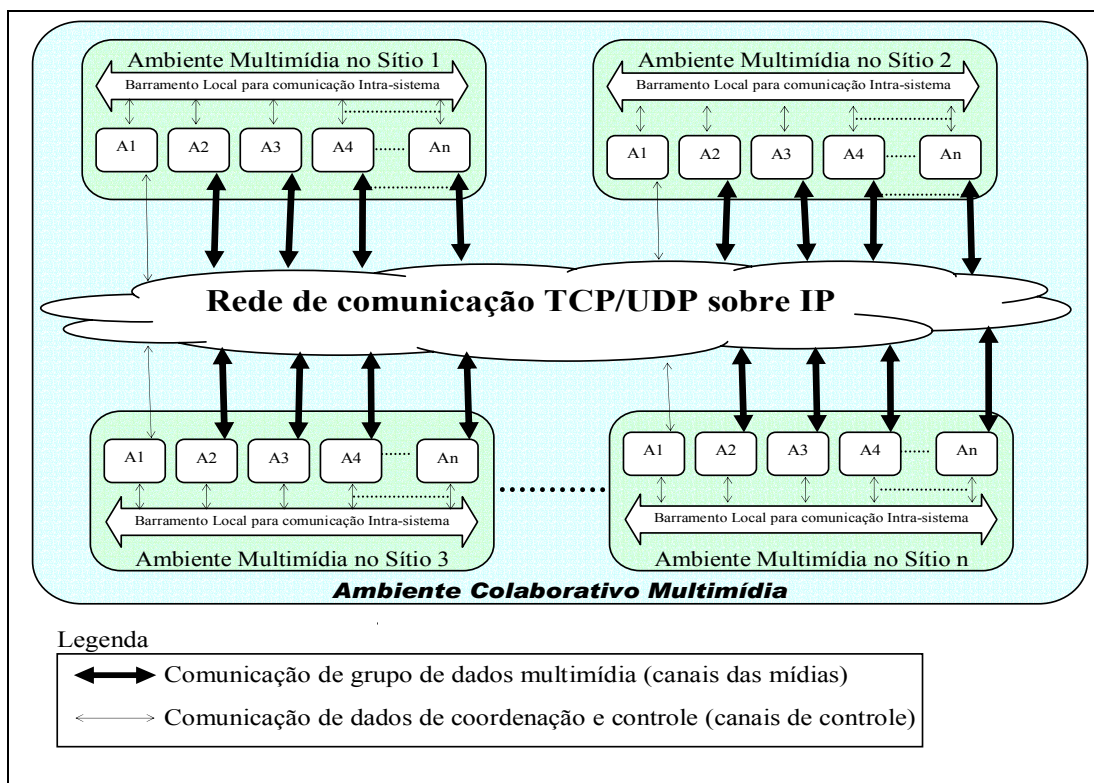 Ambiente Multimídia no Sítio 1
Barramento Local para comunicação Intra-sistema
A1 A2 A3 A4 An
Ambiente Multimídia no Sítio 2
Barramento Local para comunicação Intra-sistema
A1 A2 A3 A4 An
Rede de comunicação TCP/UDP sobre IP
A1 A2 A3 A4 An
Barramento Local para comunicação Intra-sistema
Ambiente Multimídia no Sítio 3
A1 A2 A3 A4 An
Barramento Local para comunicação Intra-sistema
Ambiente Multimídia no Sítio n
Ambiente Colaborativo Multimídia
Legenda
Comunicação de grupo de dados multimídia (canais das mídias)
Comunicação de dados de coordenação e controle (canais de controle)